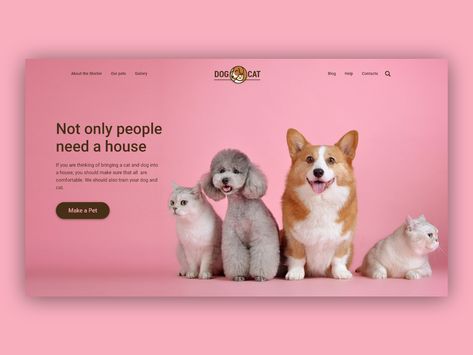 About the Shelter Our pets Gallery DOG CAT Blog Help Contacts
Not only people
need a house
If you are thinking of bringing a cat and dog into
a house, you should make sure that all are
comfortable. We should also train your dog and
cat.
Make a Pet